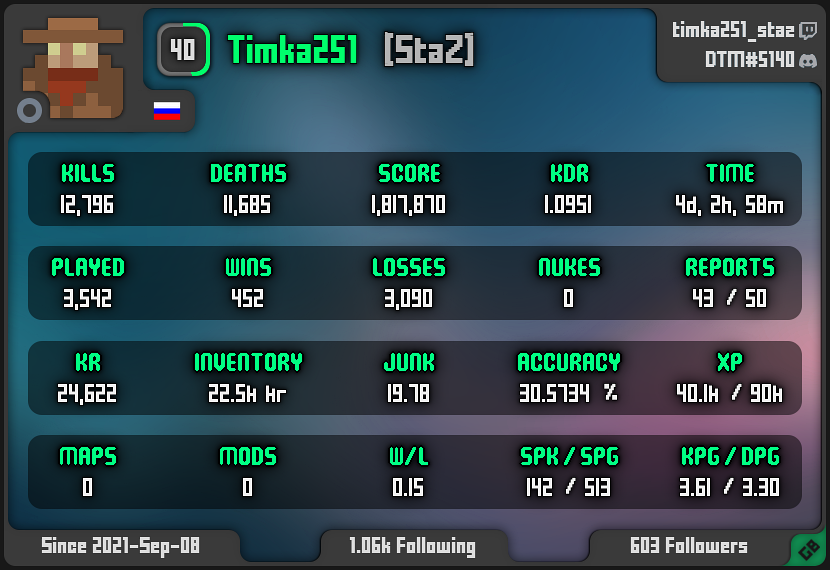 40 Timka251 [StaZ]
timka251_staz
DTM#5140
KILLS DEATHS SCORE KDR TIME
12,796 11,685 1,817,870 1.0951 4d, 2h, 58m
PLAYED WINS LOSSES NUKES REPORTS
3,542 452 3,090 0 43 / 50
KR INVENTORY JUNK ACCURACY XP
24,622 22.5k kr 19.78 30.5734 % 40.1k / 90k
MAPS MODS W/L SPK / SPG KPG / DPG
0 0 0.15 142 / 513 3.61 / 3.30
Since 2021-Sep-08 1.06k Following 603 Followers
GB